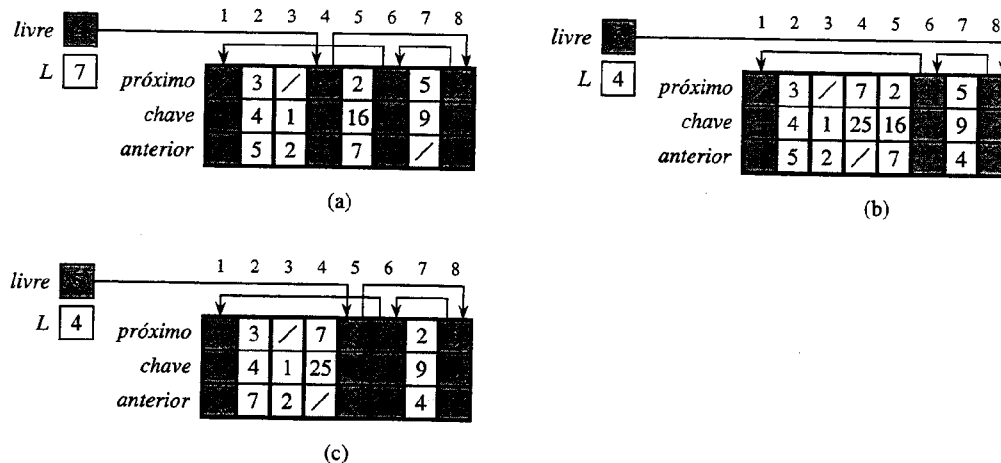 1 2 3 4 5 6 7 8
livre
L 7
próximo 3 / 2 5
chave 4 1 16 9
anterior 5 2 7 /
(a)
1 2 3 4 5 6 7 8
livre
L 4
próximo 3 / 7 2 5
chave 4 1 25 16 9
anterior 5 2 / 7 4
(b)
1 2 3 4 5 6 7 8
livre
L 4
próximo 3 / 7 2
chave 4 1 25 9
anterior 7 2 / 4
(c)